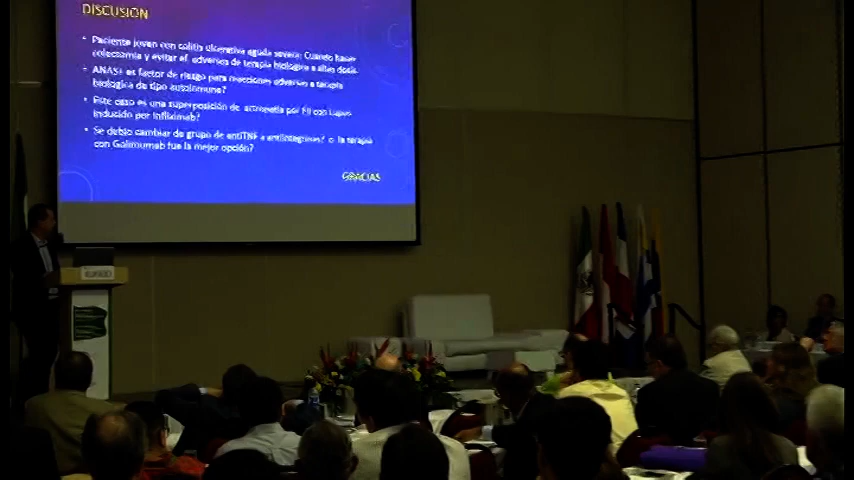 DISCUSIÓN
• Paciente joven con colitis ulcerativa aguda severa: Cuando hacer
colectomia y evitar ef. adversos de terapia biologica a altas dosis.
• ANAS+ es factor de riesgo para reacciones adversas a terapia
biologica de tipo autoinmune?
• Este caso es una superposición de artropatia por EII con Lupus
inducido por Infliximab?
• Se debio cambiar de grupo de antiTNF a antiintegrinas? o la terapia
con Golimumab fue la mejor opción?
GRACIAS